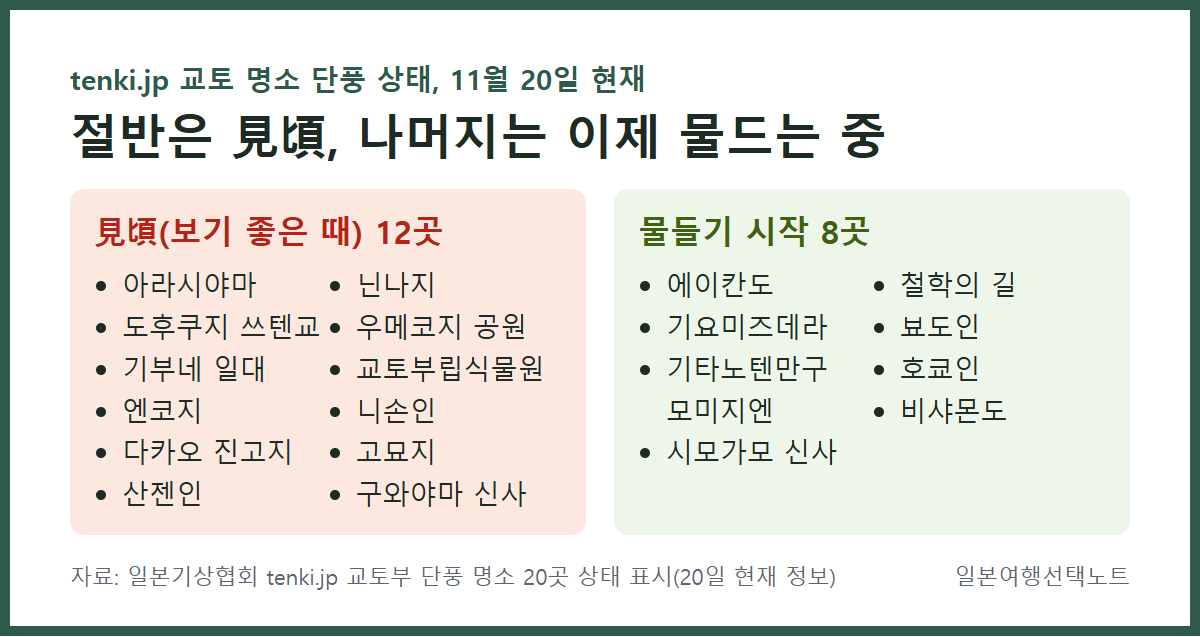 tenki.jp 교토 명소 단풍 상태, 11월 20일 현재
절반은 見頃, 나머지는 이제 물드는 중
見頃(보기 좋은 때) 12곳
아라시야마
도후쿠지 쓰텐교
기부네 일대
엔코지
다카오 진고지
산젠인
닌나지
우메코지 공원
교토부립식물원
니손인
고묘지
구와야마 신사
물들기 시작 8곳
에이칸도
기요미즈데라
기타노텐만구
모미지엔
시모가모 신사
철학의 길
뵤도인
호쿄인
비샤몬도
자료: 일본기상협회 tenki.jp 교토부 단풍 명소 20곳 상태 표시(20일 현재 정보)
일본여행선택노트